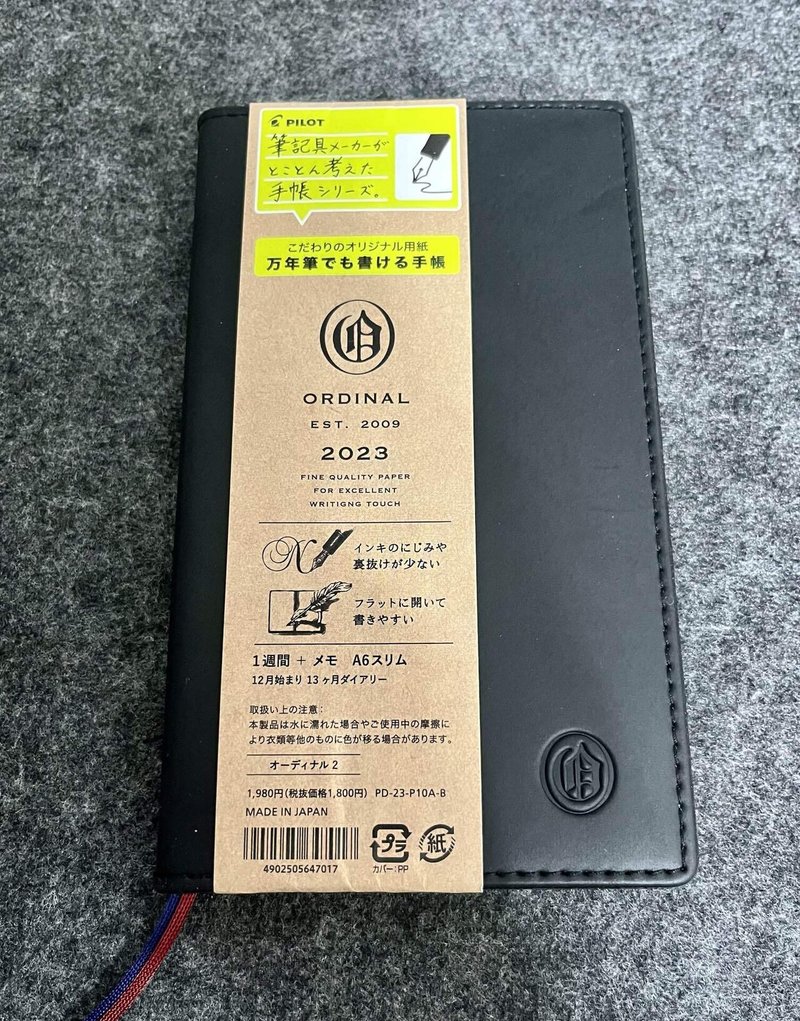 PILOT
筆記具メーカーが
とことん考えた
手帳シリーズ。
こだわりのオリジナル用紙
万年筆でも書ける手帳
O
ORDINAL
EST. 2009
2023
FINE QUALITY PAPER
FOR EXCELLENT
WRITIGNG TOUCH
N
インキのにじみや
裏抜けが少ない
フラットに開いて
書きやすい
1週間 + メモ A6スリム
12月始まり 13ヶ月ダイアリー
取扱い上の注意:
本製品は水に濡れた場合やご使用中の摩擦に
より衣類等他のものに色が移る場合があります。
オーディナル 2
1,980円(税抜価格1,800円) PD-23-P10A-B
MADE IN JAPAN
4902505647017
プラ
カバー:PP
紙
O